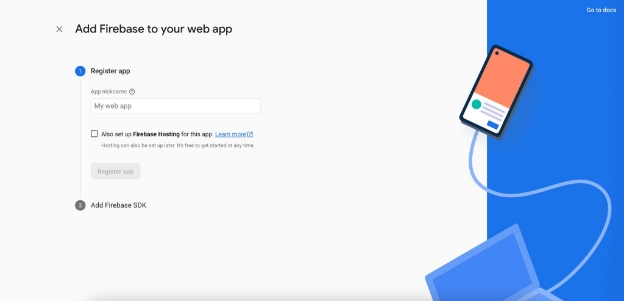 Go to docs
Add Firebase to your web app
1 Register app
App nickname
My web app
Also set up Firebase Hosting for this app. Learn more
Hosting can also be set up later. It's free to get started at any time.
Register app
2 Add Firebase SDK